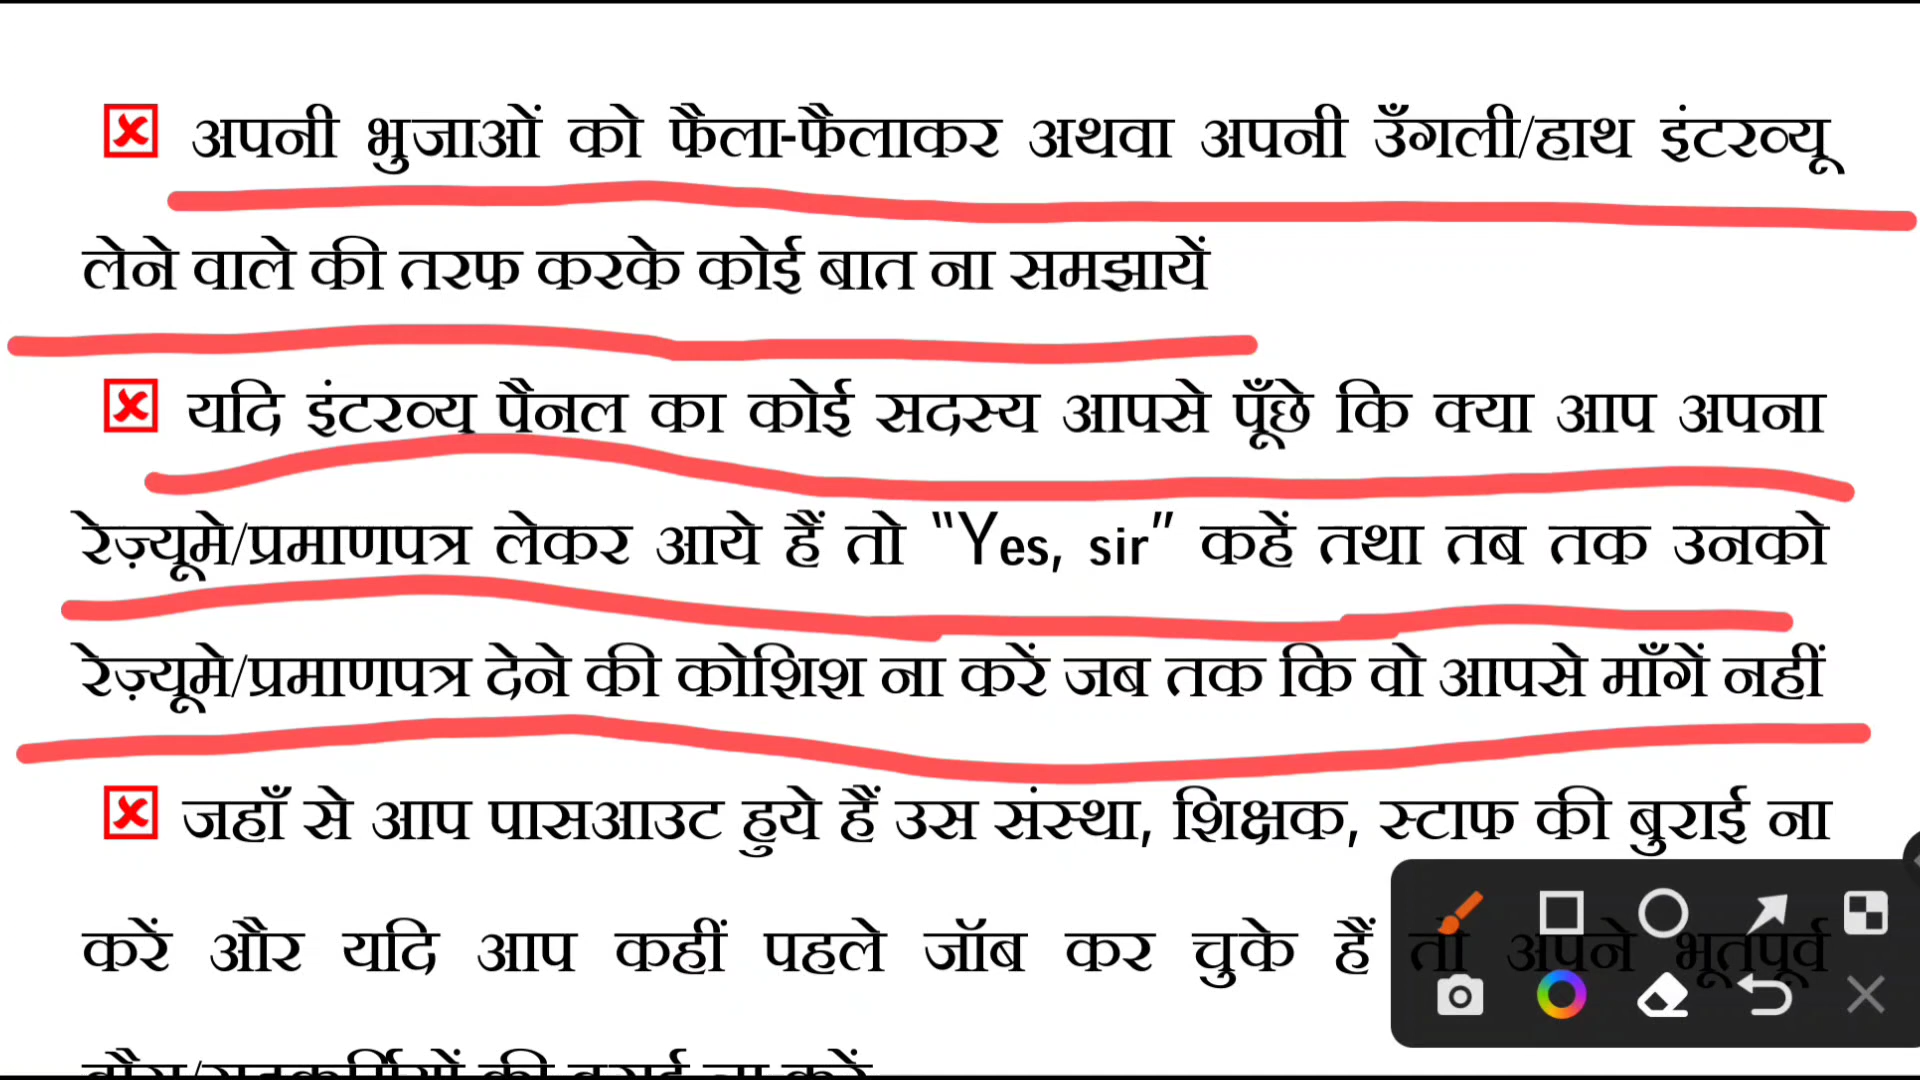 अपनी भुजाओं को फैला-फैलाकर अथवा अपनी उँगली/हाथ इंटरव्यू
लेने वाले की तरफ करके कोई बात ना समझायें
यदि इंटरव्यू पैनल का कोई सदस्य आपसे पूँछे कि क्या आप अपना
रेज़्यूमे/प्रमाणपत्र लेकर आये हैं तो “Yes, sir” कहें तथा तब तक उनको
रेज़्यूमे/प्रमाणपत्र देने की कोशिश ना करें जब तक कि वो आपसे माँगें नहीं
जहाँ से आप पासआउट हुये हैं उस संस्था, शिक्षक, स्टाफ की बुराई ना
करें और यदि आप कहीं पहले जॉब कर चुके हैं तो अपने भूतपूर्व
की बुराई ना करें